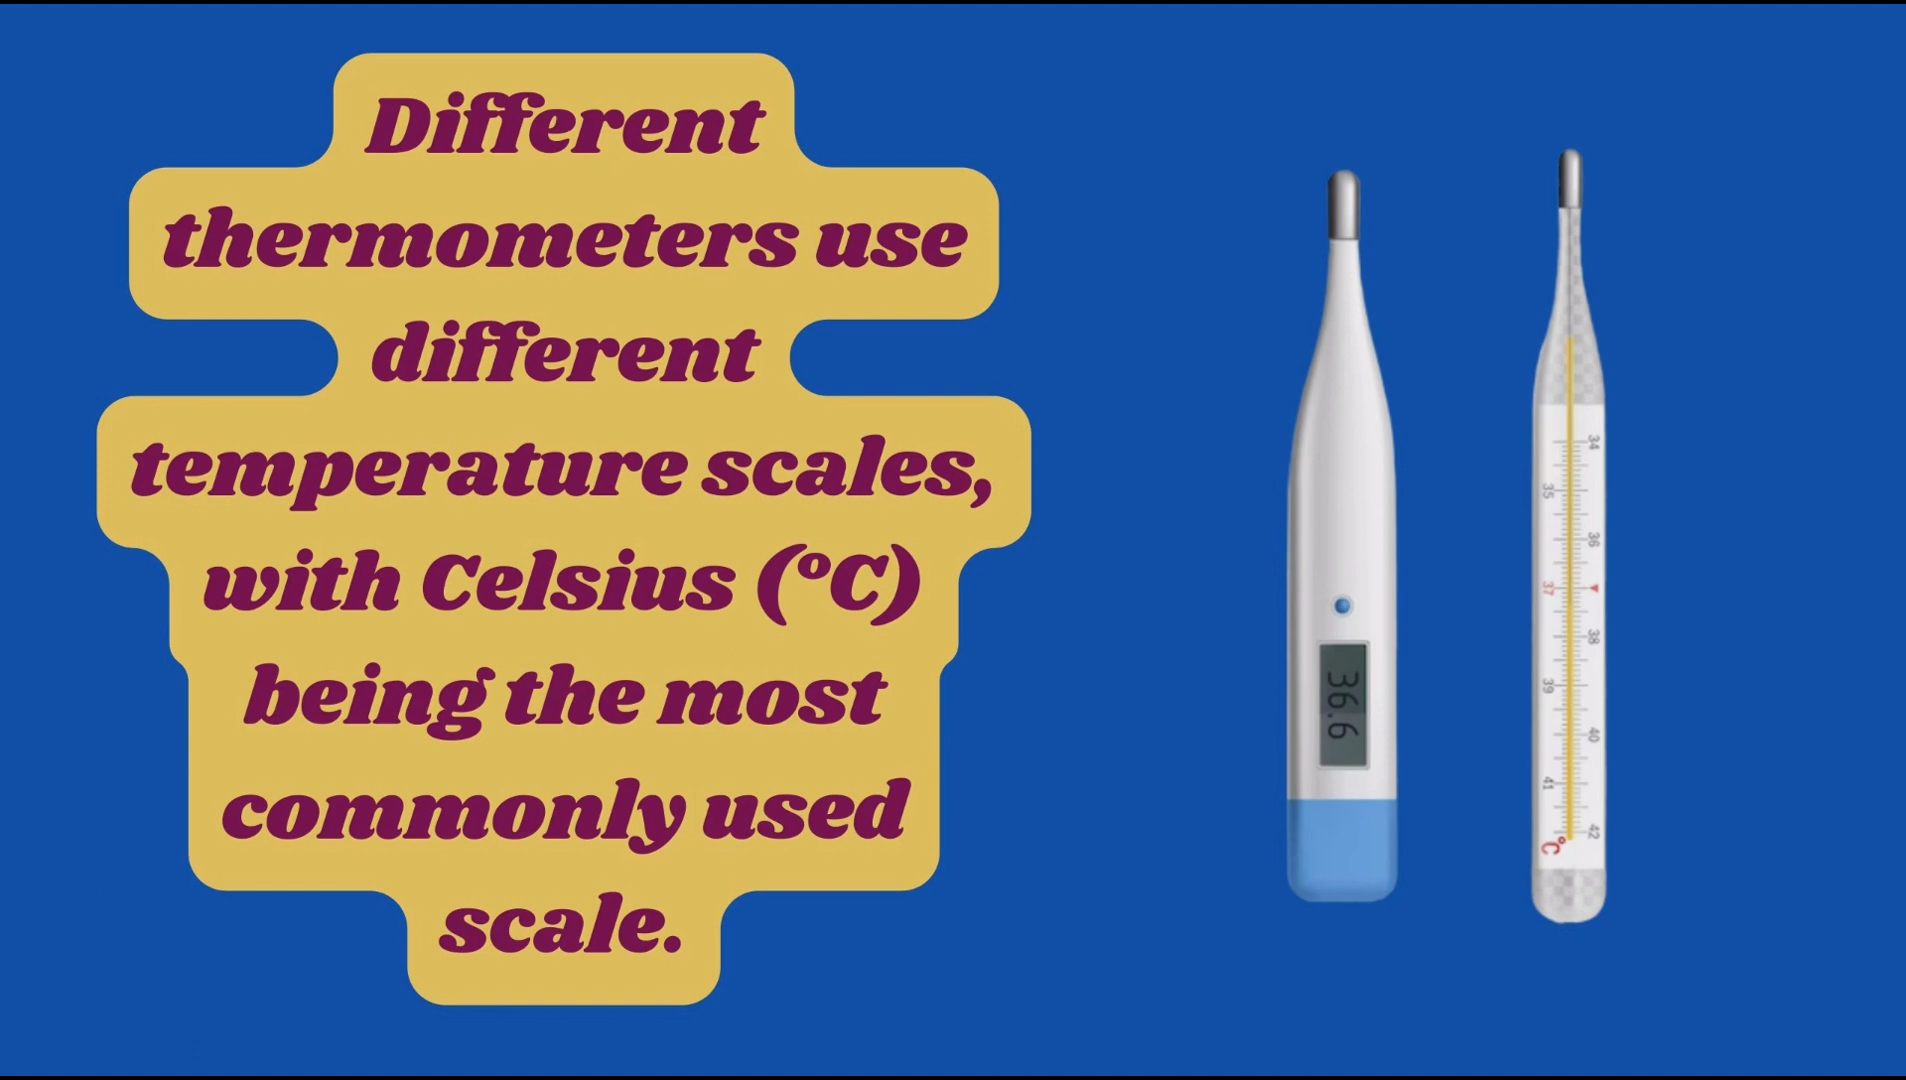 Different
thermometers use
different
temperature scales,
with Celsius (°C)
being the most
commonly used
scale.
36.6
34
35
36
37
38
39
40
41
42
°C